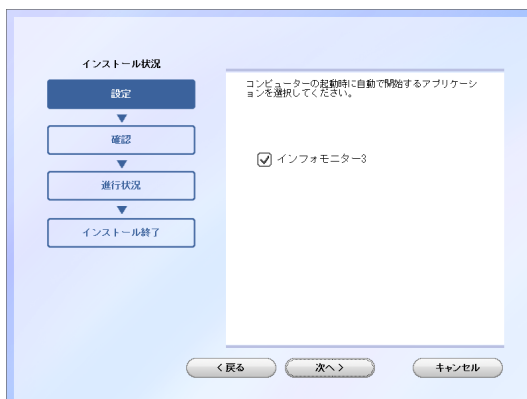 インストール状況
設定
確認
進行状況
インストール終了
コンピューターの起動時に自動で開始するアプリケーシ
ョンを選択してください。
インフォモニター3
< 戻る
次へ >
キャンセル